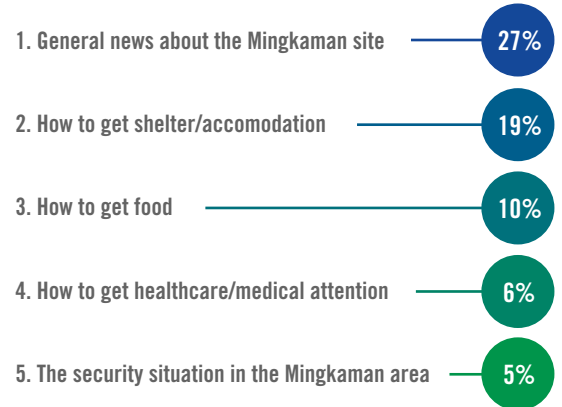 1. General news about the Mingkaman site 27%
2. How to get shelter/accomodation 19%
3. How to get food 10%
4. How to get healthcare/medical attention 6%
5. The security situation in the Mingkaman area 5%